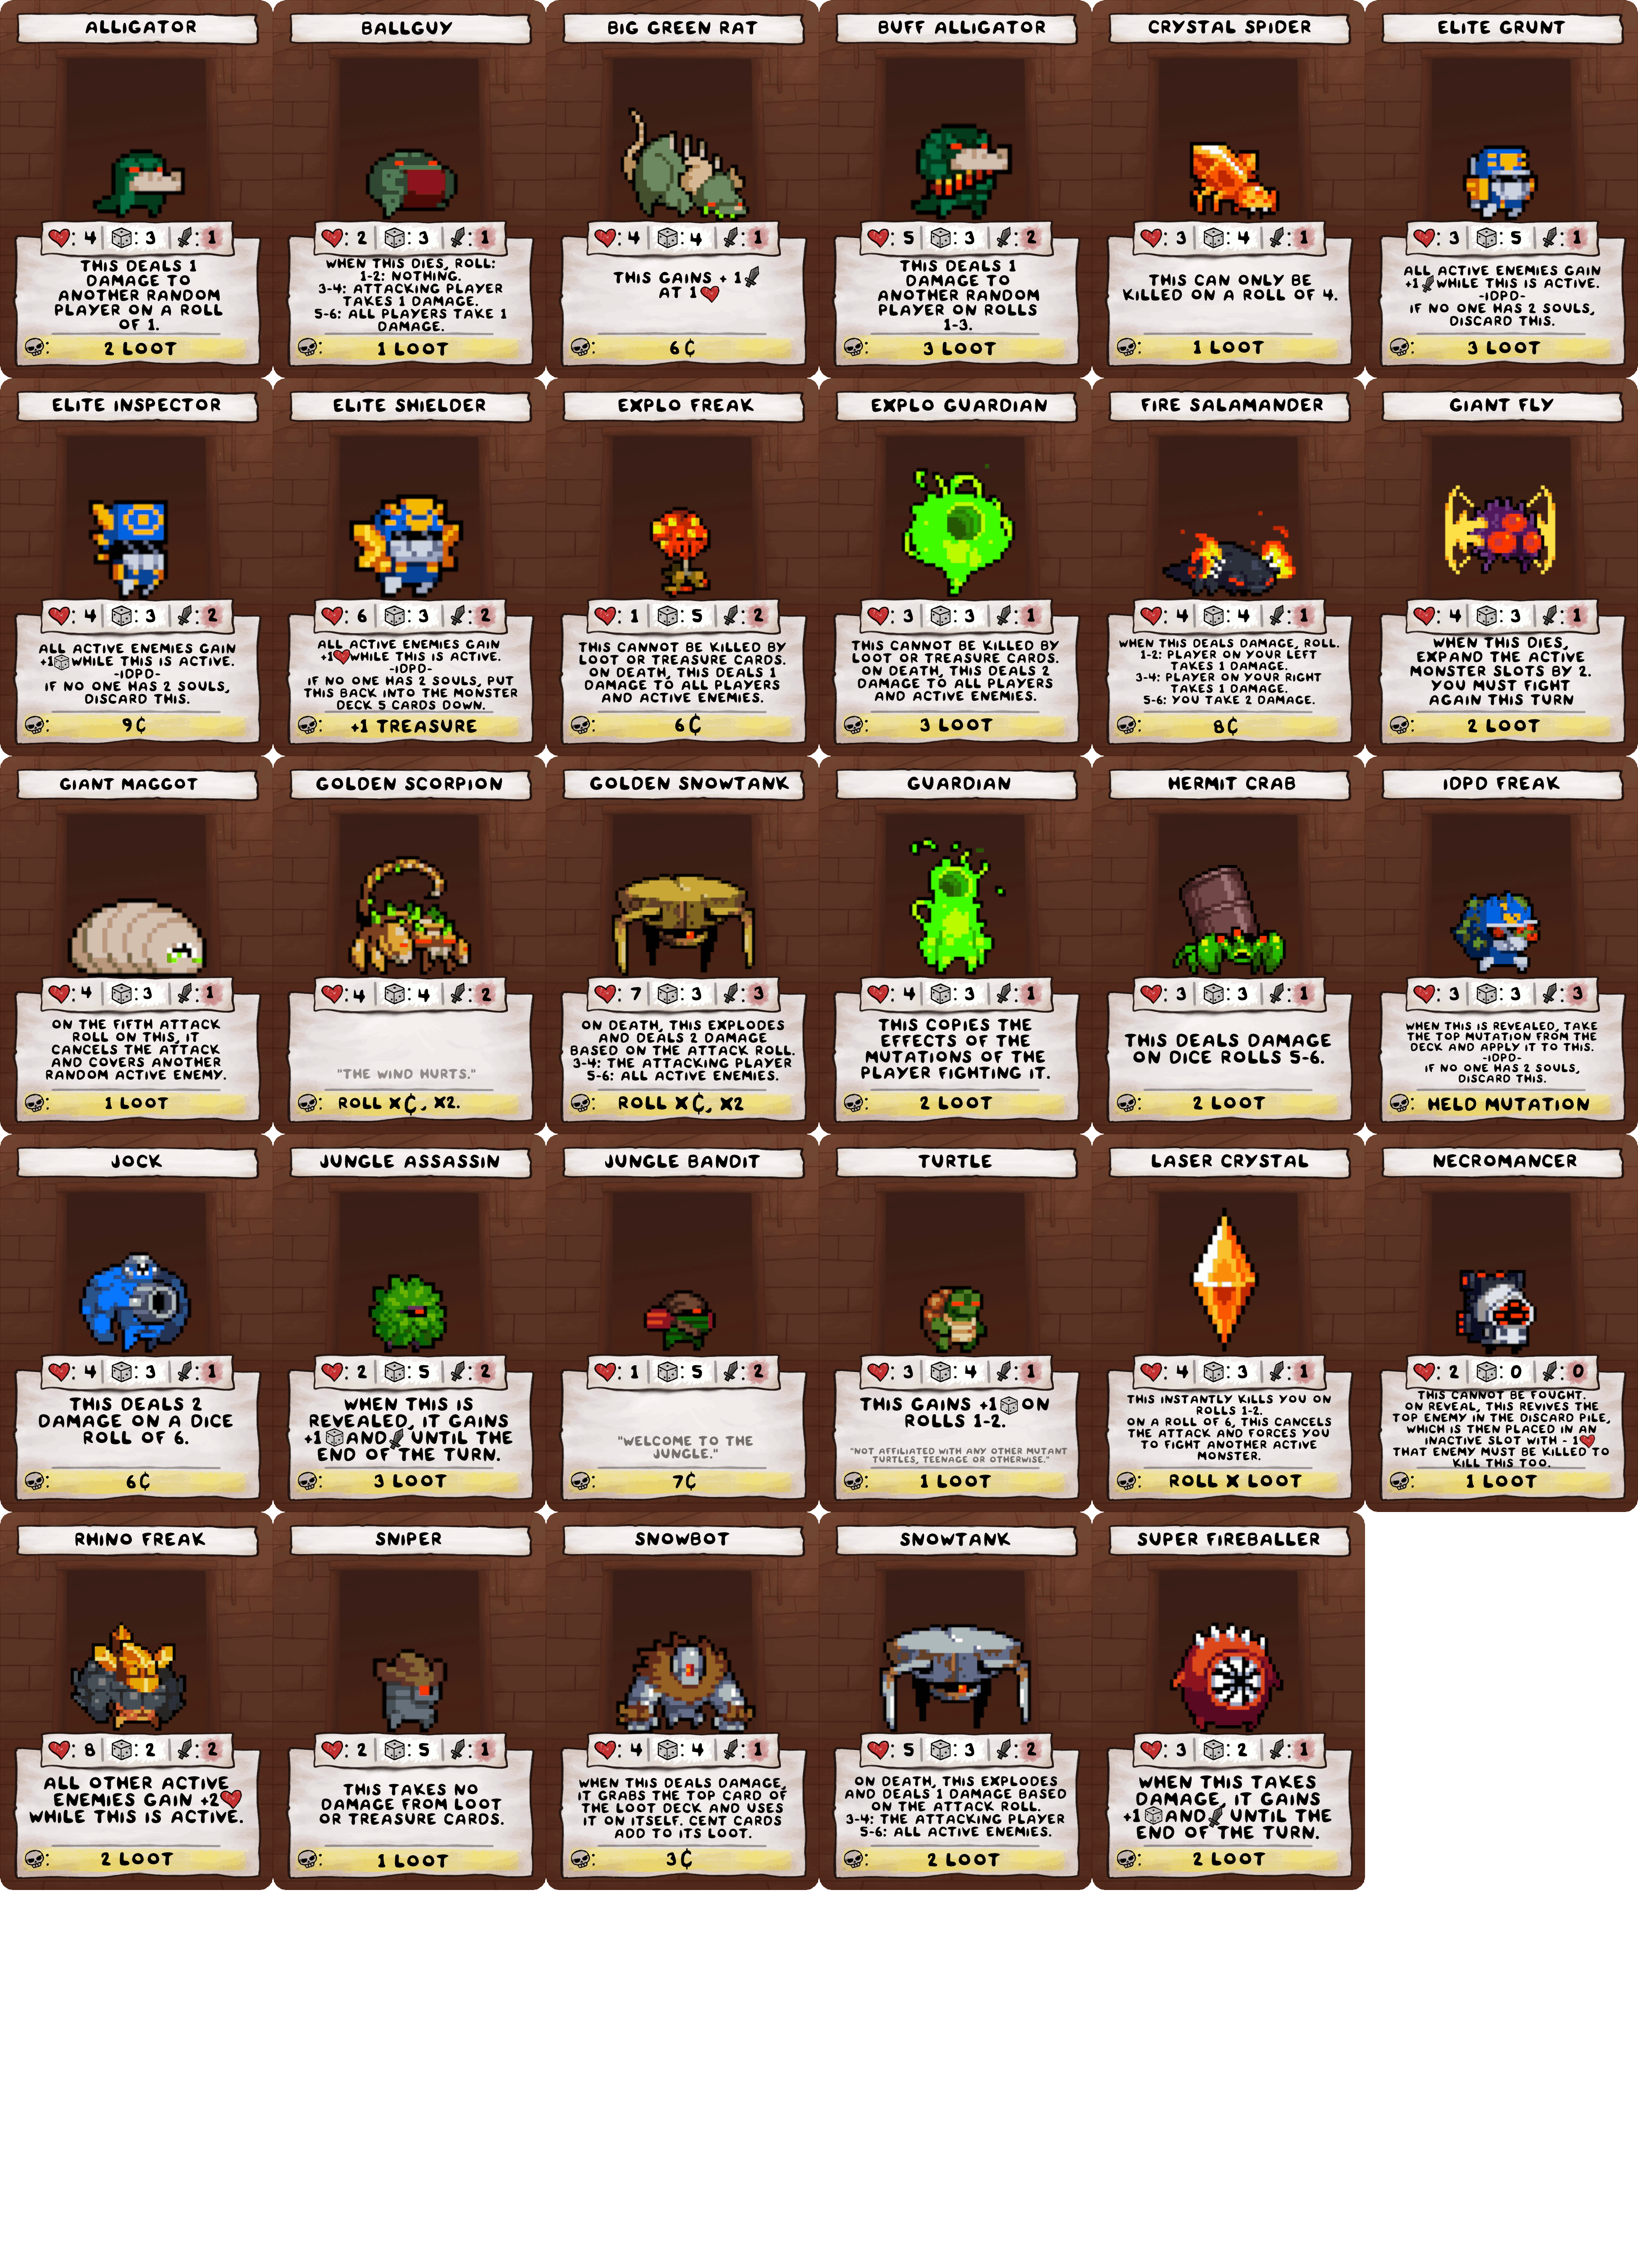 ALLIGATOR
: 4 : 3 : 1
THIS DEALS 1
DAMAGE TO
ANOTHER RANDOM
PLAYER ON A ROLL
OF 1.
: 2 LOOT
BALLGUY
: 2 : 3 : 1
WHEN THIS DIES, ROLL:
1-2: NOTHING.
3-4: ATTACKING PLAYER
TAKES 1 DAMAGE.
5-6: ALL PLAYERS TAKE 1
DAMAGE.
: 1 LOOT
BIG GREEN RAT
: 4 : 4 : 1
THIS GAINS + 1
AT 1
: 6¢
BUFF ALLIGATOR
: 5 : 3 : 2
THIS DEALS 1
DAMAGE TO
ANOTHER RANDOM
PLAYER ON ROLLS
1-3.
: 3 LOOT
CRYSTAL SPIDER
: 3 : 4 : 1
THIS CAN ONLY BE
KILLED ON A ROLL OF 4.
: 1 LOOT
ELITE GRUNT
: 3 : 5 : 1
ALL ACTIVE ENEMIES GAIN
+1 WHILE THIS IS ACTIVE.
-IDPD-
IF NO ONE HAS 2 SOULS,
DISCARD THIS.
: 3 LOOT
ELITE INSPECTOR
: 4 : 3 : 2
ALL ACTIVE ENEMIES GAIN
+1 WHILE THIS IS ACTIVE.
-IDPD-
IF NO ONE HAS 2 SOULS,
DISCARD THIS.
: 9¢
ELITE SHIELDER
: 6 : 3 : 2
ALL ACTIVE ENEMIES GAIN
+1 WHILE THIS IS ACTIVE.
-IDPD-
IF NO ONE HAS 2 SOULS, PUT
THIS BACK INTO THE MONSTER
DECK 5 CARDS DOWN.
: +1 TREASURE
EXPLO FREAK
: 1 : 5 : 2
THIS CANNOT BE KILLED BY
LOOT OR TREASURE CARDS.
ON DEATH, THIS DEALS 1
DAMAGE TO ALL PLAYERS
AND ACTIVE ENEMIES.
: 6¢
EXPLO GUARDIAN
: 3 : 3 : 1
THIS CANNOT BE KILLED BY
LOOT OR TREASURE CARDS.
ON DEATH, THIS DEALS 2
DAMAGE TO ALL PLAYERS
AND ACTIVE ENEMIES.
: 3 LOOT
FIRE SALAMANDER
: 4 : 4 : 1
WHEN THIS DEALS DAMAGE, ROLL.
1-2: PLAYER ON YOUR LEFT
TAKES 1 DAMAGE.
3-4: PLAYER ON YOUR RIGHT
TAKES 1 DAMAGE.
5-6: YOU TAKE 2 DAMAGE.
: 8¢
GIANT FLY
: 4 : 3 : 1
WHEN THIS DIES,
EXPAND THE ACTIVE
MONSTER SLOTS BY 2.
YOU MUST FIGHT
AGAIN THIS TURN
: 2 LOOT
GIANT MAGGOT
: 4 : 3 : 1
ON THE FIFTH ATTACK
ROLL ON THIS, IT
CANCELS THE ATTACK
AND COVERS ANOTHER
RANDOM ACTIVE ENEMY.
: 1 LOOT
GOLDEN SCORPION
: 4 : 4 : 2
"THE WIND HURTS."
: ROLL X¢, X2.
GOLDEN SNOWTANK
: 7 : 3 : 3
ON DEATH, THIS EXPLODES
AND DEALS 2 DAMAGE
BASED ON THE ATTACK ROLL.
3-4: THE ATTACKING PLAYER
5-6: ALL ACTIVE ENEMIES.
: ROLL X¢, X2
GUARDIAN
: 4 : 3 : 1
THIS COPIES THE
EFFECTS OF THE
MUTATIONS OF THE
PLAYER FIGHTING IT.
: 2 LOOT
HERMIT CRAB
: 3 : 3 : 1
THIS DEALS DAMAGE
ON DICE ROLLS 5-6.
: 2 LOOT
IDPD FREAK
: 3 : 3 : 3
WHEN THIS IS REVEALED, TAKE
THE TOP MUTATION FROM THE
DECK AND APPLY IT TO THIS.
-IDPD-
IF NO ONE HAS 2 SOULS,
DISCARD THIS.
: HELD MUTATION
JOCK
: 4 : 3 : 1
THIS DEALS 2
DAMAGE ON A DICE
ROLL OF 6.
: 6¢
JUNGLE ASSASSIN
: 2 : 5 : 2
WHEN THIS IS
REVEALED, IT GAINS
+1 AND UNTIL THE
END OF THE TURN.
: 3 LOOT
JUNGLE BANDIT
: 1 : 5 : 2
"WELCOME TO THE
JUNGLE."
: 7¢
TURTLE
: 3 : 4 : 1
THIS GAINS +1 ON
ROLLS 1-2.
"NOT AFFILIATED WITH ANY OTHER MUTANT
TURTLES, TEENAGE OR OTHERWISE."
: 1 LOOT
LASER CRYSTAL
: 4 : 3 : 1
THIS INSTANTLY KILLS YOU ON
ROLLS 1-2.
ON A ROLL OF 6, THIS CANCELS
THE ATTACK AND FORCES YOU
TO FIGHT ANOTHER ACTIVE
MONSTER.
: ROLL X LOOT
NECROMANCER
: 2 : 0 : 0
THIS CANNOT BE FOUGHT.
ON REVEAL, THIS REVIVES THE
TOP ENEMY IN THE DISCARD PILE,
WHICH IS THEN PLACED IN AN
INACTIVE SLOT WITH - 1
THAT ENEMY MUST BE KILLED TO
KILL THIS TOO.
: 1 LOOT
RHINO FREAK
: 8 : 2 : 2
ALL OTHER ACTIVE
ENEMIES GAIN +2
WHILE THIS IS ACTIVE.
: 2 LOOT
SNIPER
: 2 : 5 : 1
THIS TAKES NO
DAMAGE FROM LOOT
OR TREASURE CARDS.
: 1 LOOT
SNOWBOT
: 4 : 4 : 1
WHEN THIS DEALS DAMAGE,
IT GRABS THE TOP CARD OF
THE LOOT DECK AND USES
IT ON ITSELF. CENT CARDS
ADD TO ITS LOOT.
: 3¢
SNOWTANK
: 5 : 3 : 2
ON DEATH, THIS EXPLODES
AND DEALS 1 DAMAGE BASED
ON THE ATTACK ROLL.
3-4: THE ATTACKING PLAYER
5-6: ALL ACTIVE ENEMIES.
: 2 LOOT
SUPER FIREBALLER
: 3 : 2 : 1
WHEN THIS TAKES
DAMAGE, IT GAINS
+1 AND UNTIL THE
END OF THE TURN.
: 2 LOOT